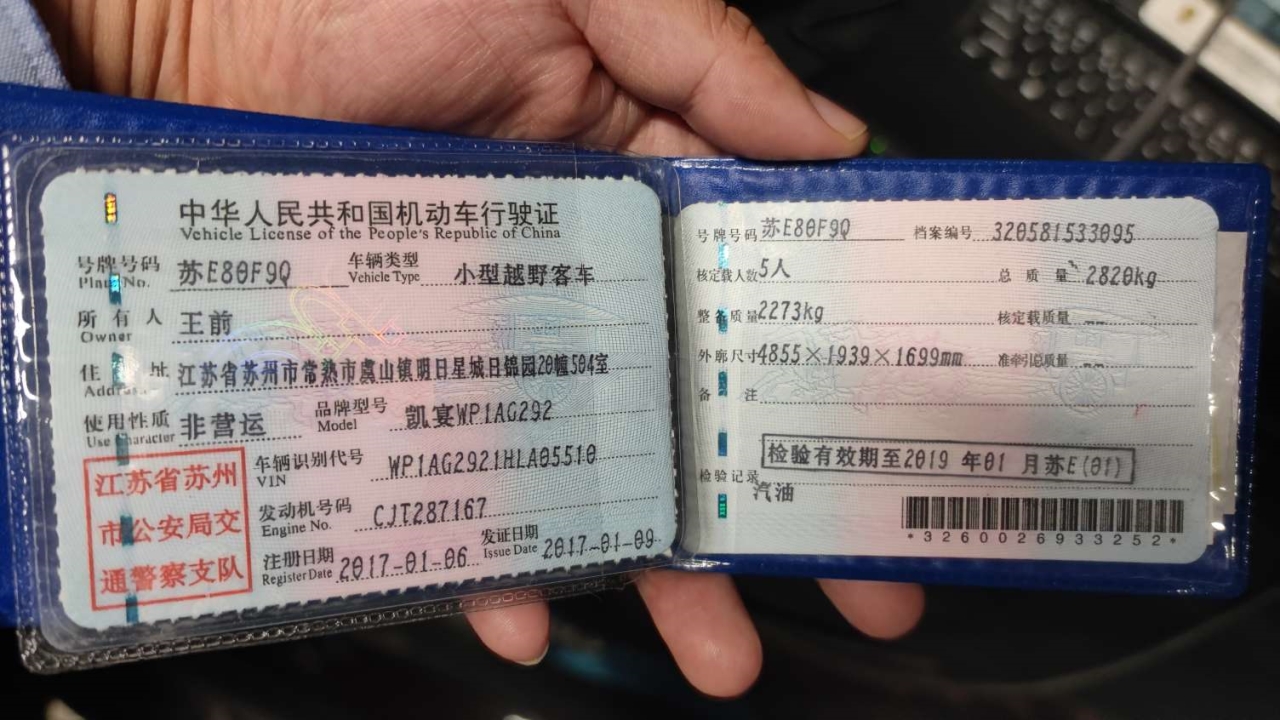 中华人民共和国机动车行驶证
Vehicle License of the People's Republic of China
号牌号码 苏E80F9Q 车辆类型 小型越野客车
Plate No. Vehicle Type
所有人 王前
Owner
住址 江苏省苏州市常熟市虞山镇明日星城日锦园20幢504室
Address
使用性质 非营运 品牌型号 凯宴WP1AG292
Use Character Model
江苏省苏州
市公安局交
通警察支队
车辆识别代号 WP1AG2921HLA05510
VIN
发动机号码 CJT287167
Engine No.
注册日期 2017-01-06 发证日期 2017-01-09
Register Date Issue Date
号牌号码 苏E80F9Q 档案编号 320581533095
核定载人数 5人 总质量 2820kg
整备质量 2273kg 核定载质量 --
外廓尺寸 4855×1939×1699mm 准牵引总质量 --
备注
检验有效期至2019 年01 月苏E(01)
检验记录
汽油
*3260026933252*